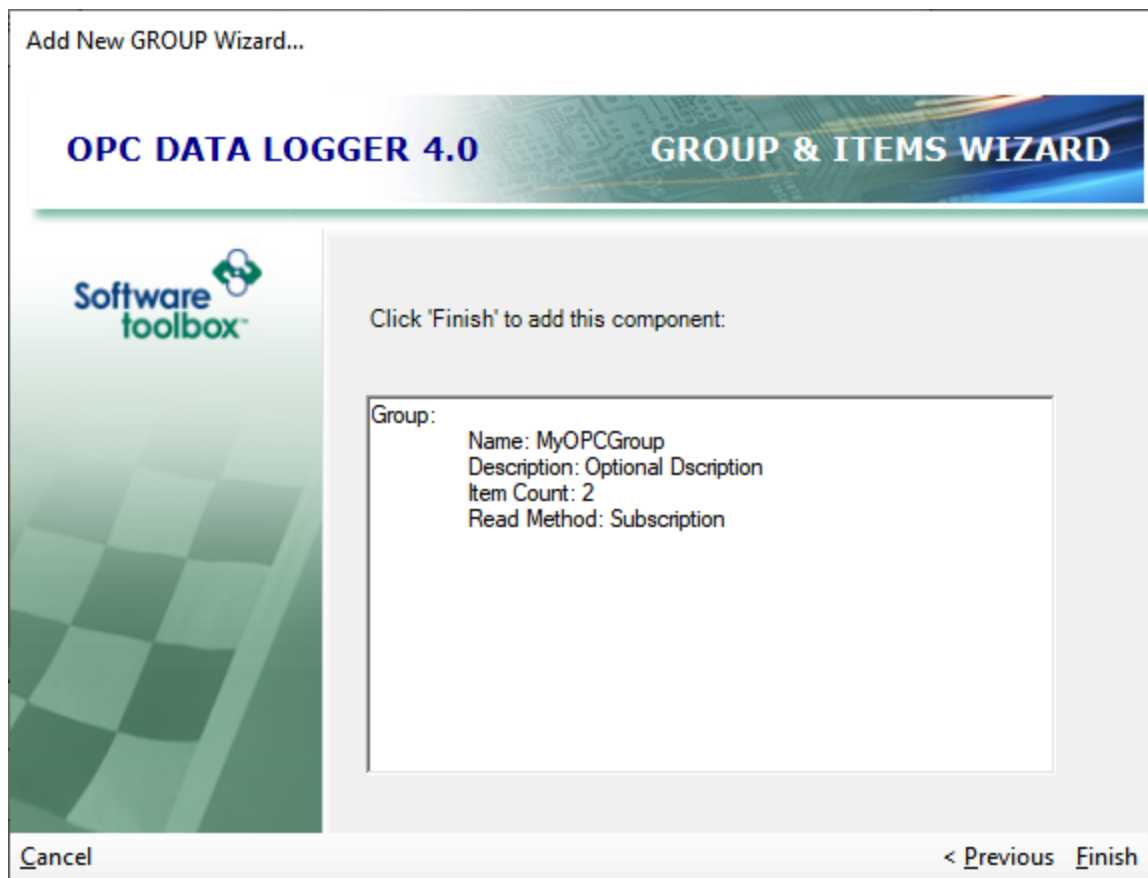 Add New GROUP Wizard...
OPC DATA LOGGER 4.0 GROUP & ITEMS WIZARD
Software
toolbox™
Click 'Finish' to add this component:
Group:
Name: MyOPCGroup
Description: Optional Dscription
Item Count: 2
Read Method: Subscription
Cancel < Previous Finish